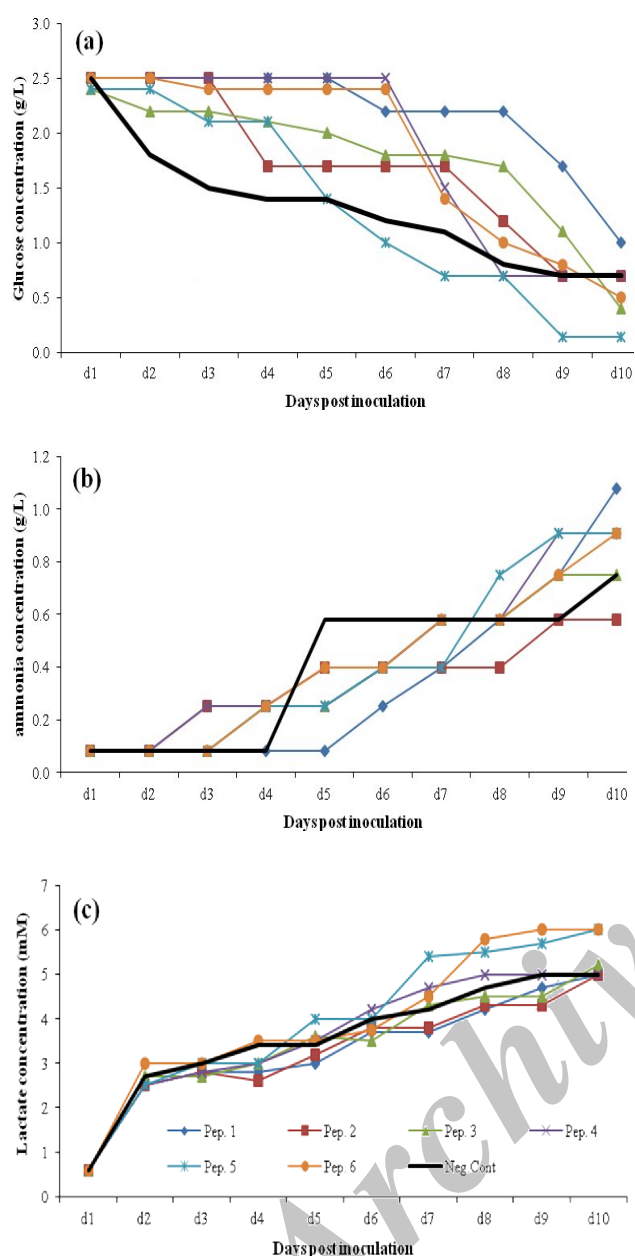 (a)
Glucose concentration (g/L)
3.0
2.5
2.0
1.5
1.0
0.5
0.0
d1 d2 d3 d4 d5 d6 d7 d8 d9 d10
Days post inoculation
(b)
ammonia concentration (g/L)
1.2
1.0
0.8
0.6
0.4
0.2
0.0
d1 d2 d3 d4 d5 d6 d7 d8 d9 d10
Days post inoculation
(c)
Lactate concentration (mM)
7
6
5
4
3
2
1
0
Pep. 1 Pep. 2 Pep. 3 Pep. 4
Pep. 5 Pep. 6 Neg Cont
d1 d2 d3 d4 d5 d6 d7 d8 d9 d10
Days post inoculation
Archiv